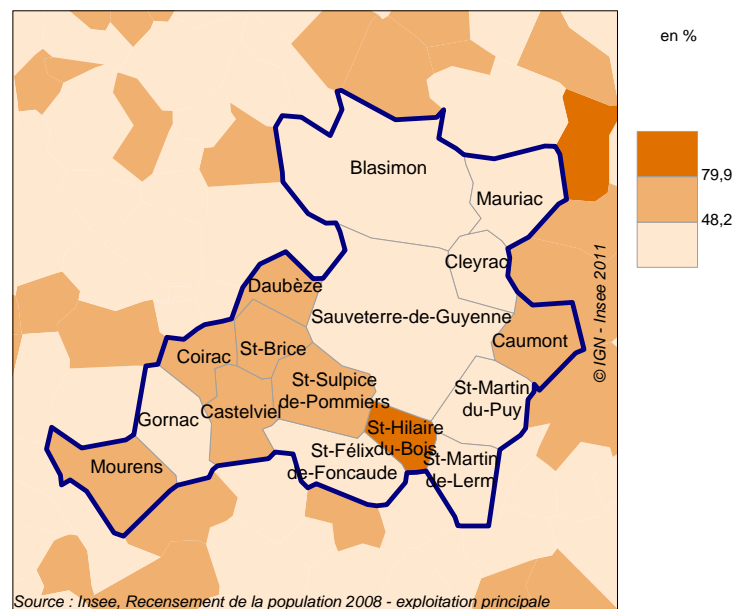 en %
79,9
48,2
Blasimon
Mauriac
Cleyrac
Daubèze
Sauveterre-de-Guyenne
Caumont
© IGN - Insee 2011
St-Brice
Coirac
St-Sulpice
de-Pommiers
St-Martin
du-Puy
Castelviel
Gornac
St-Hilaire
du-Bois
St-Félix
de-Foncaude
St-Martin
de-Lerm
Mourens
Source : Insee, Recensement de la population 2008 - exploitation principale